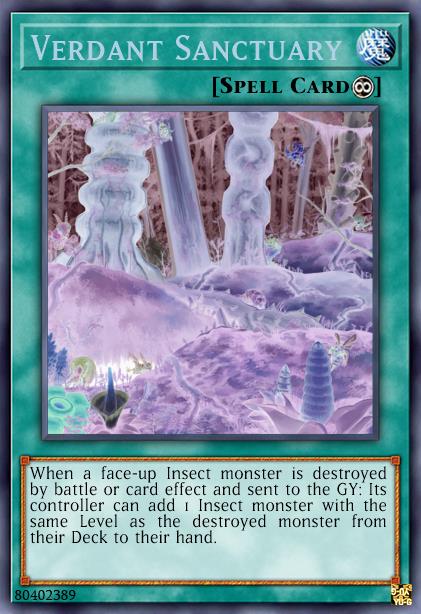 VERDANT SANCTUARY
魔
[SPELL CARD]
When a face-up Insect monster is destroyed
by battle or card effect and sent to the GY: Its
controller can add 1 Insect monster with the
same Level as the destroyed monster from
their Deck to their hand.
80402389